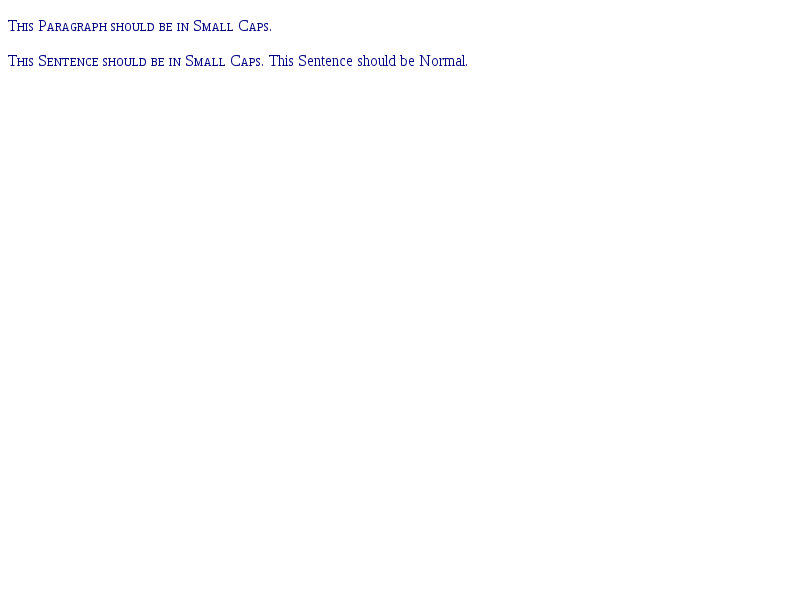 This Paragraph should be in Small Caps.
This Sentence should be in Small Caps. This Sentence should be Normal.